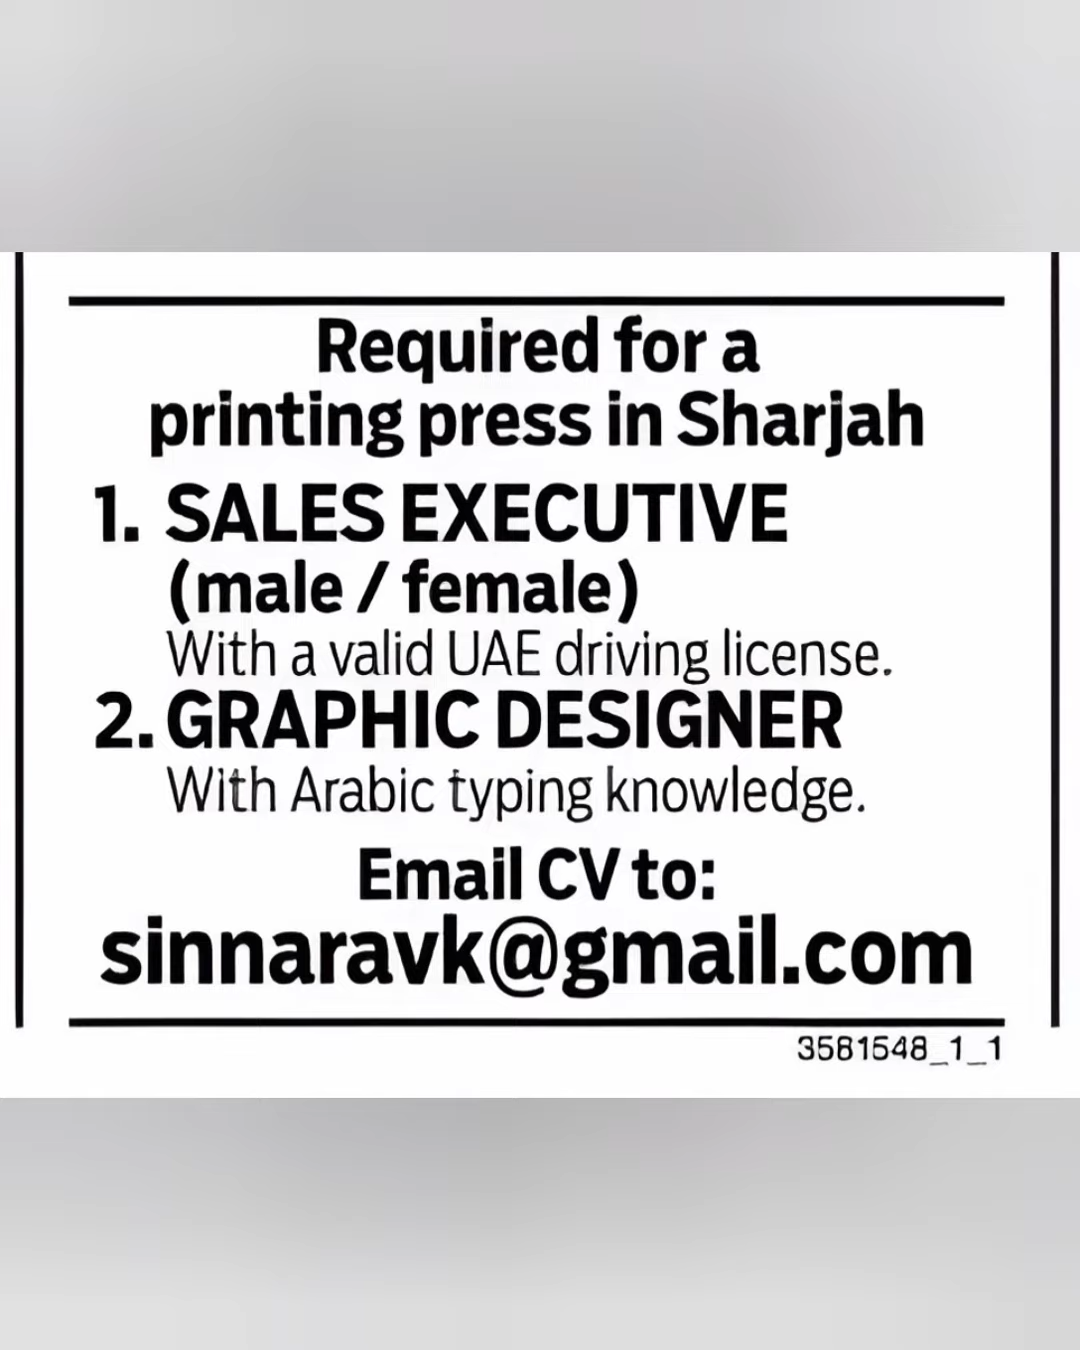 Required for a
printing press in Sharjah
1. SALES EXECUTIVE
(male / female)
With a valid UAE driving license.
2. GRAPHIC DESIGNER
With Arabic typing knowledge.
Email CV to:
sinnaravk@gmail.com
3581548_1_1